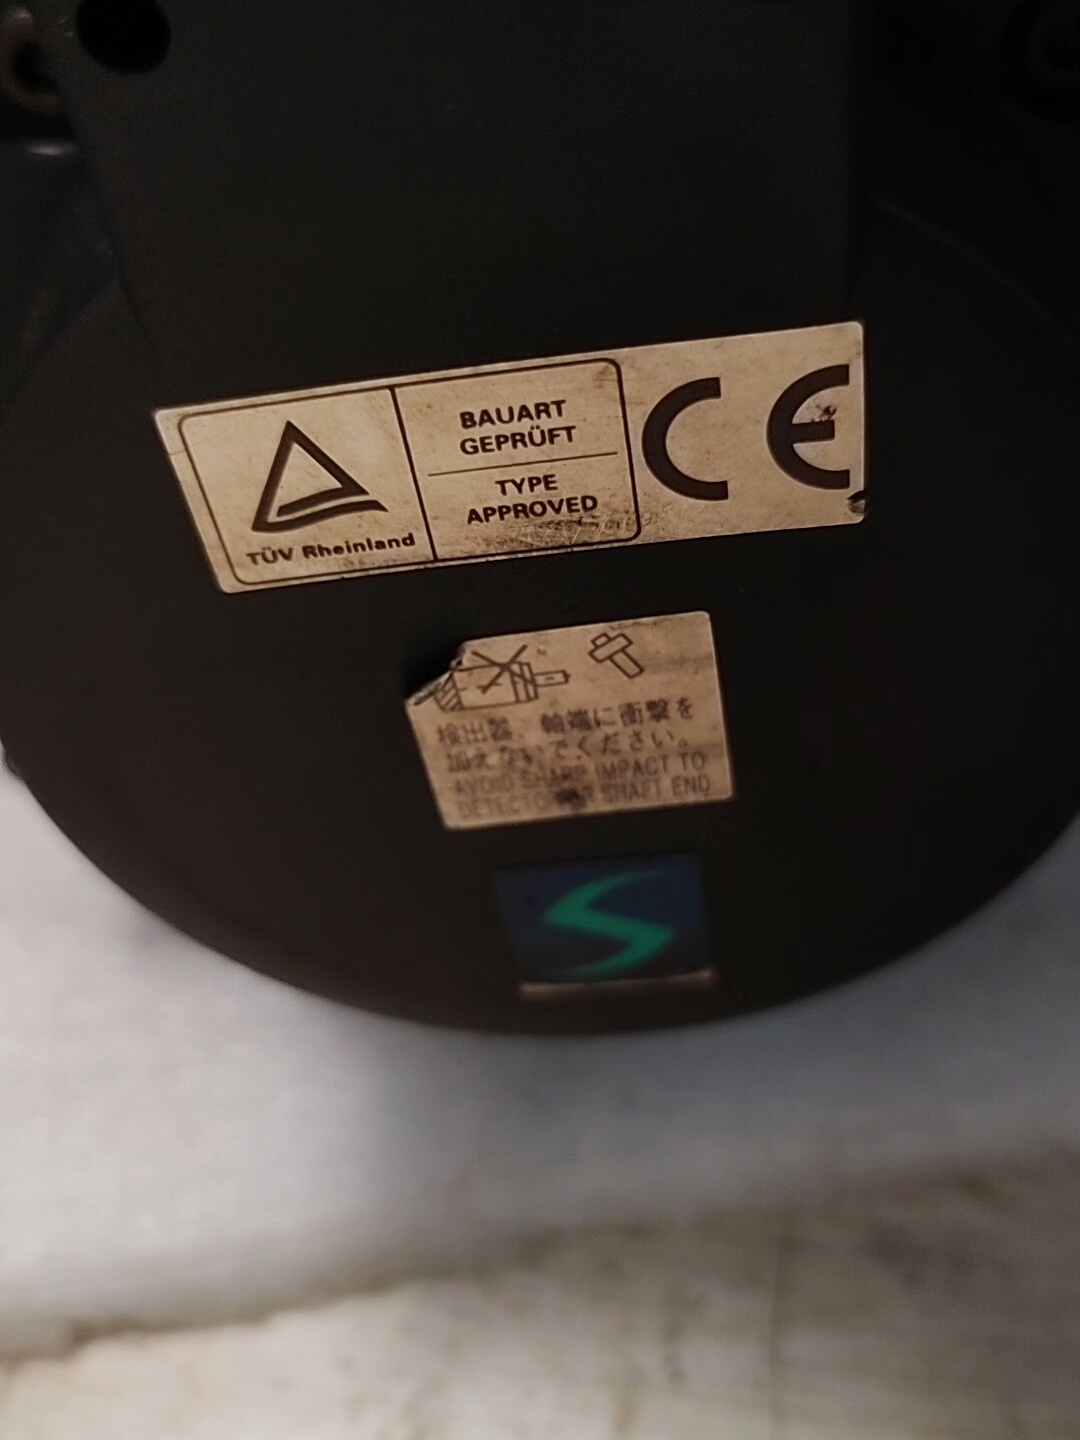 BAUART
GEPRÜFT
TYPE
APPROVED
TÜV Rheinland
CE
検出器、軸端に衝撃を
加えないでください。
AVOID SHARP IMPACT TO
DETECTOR OR SHAFT END
S